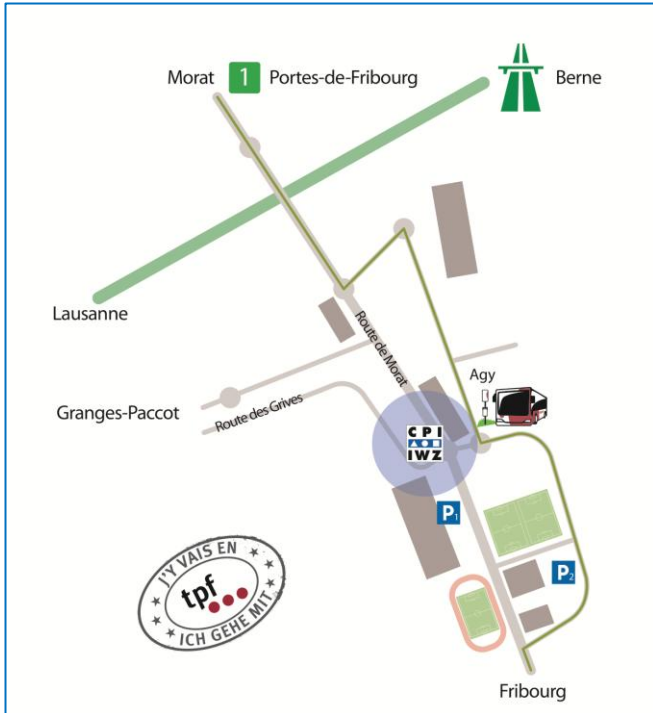 Morat 1 Portes-de-Fribourg
Berne
Lausanne
Route de Morat
Agy
Granges-Paccot
Route des Grives
CPI
IWZ
P1
J'Y VAIS EN
tpf
ICH GEHE MIT
P2
Fribourg